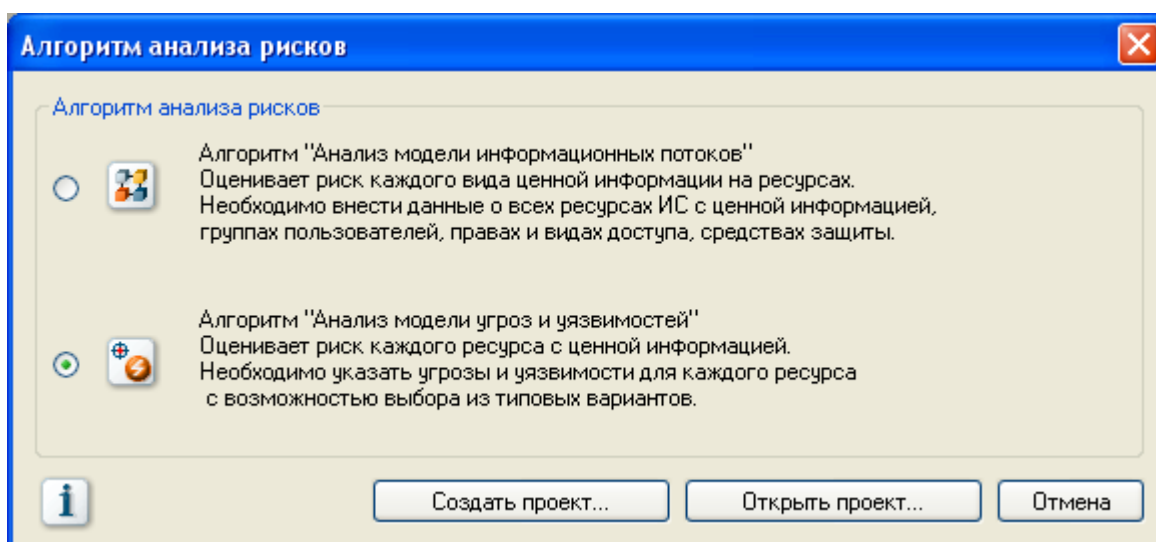 Алгоритм анализа рисков
Алгоритм анализа рисков
Алгоритм "Анализ модели информационных потоков"
Оценивает риск каждого вида ценной информации на ресурсах.
Необходимо внести данные о всех ресурсах ИС с ценной информацией,
группах пользователей, правах и видах доступа, средствах защиты.
Алгоритм "Анализ модели угроз и уязвимостей"
Оценивает риск каждого ресурса с ценной информацией.
Необходимо указать угрозы и уязвимости для каждого ресурса
с возможностью выбора из типовых вариантов.
Создать проект... Открыть проект... Отмена